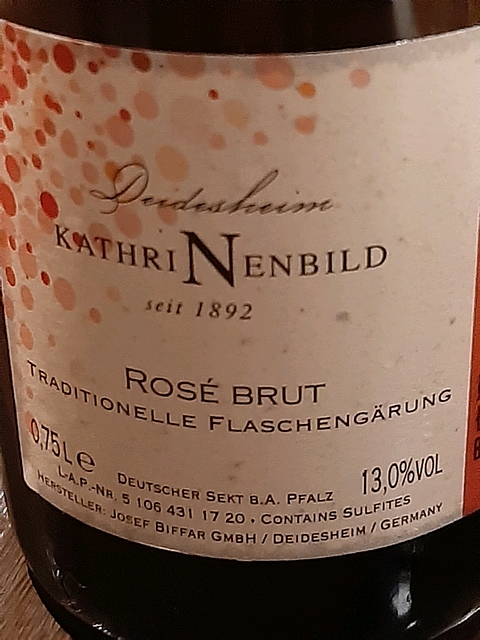 Deidesheim
KATHRINENBILD
seit 1892
ROSÉ BRUT
TRADITIONELLE FLASCHENGÄRUNG
0,75L e DEUTSCHER SEKT B.A. PFALZ 13,0%VOL
L-A.P.-NR. 5 106 431 17 20 • CONTAINS SULFITES
HERSTELLER: JOSEF BIFFAR GMBH / DEIDESHEIM / GERMANY